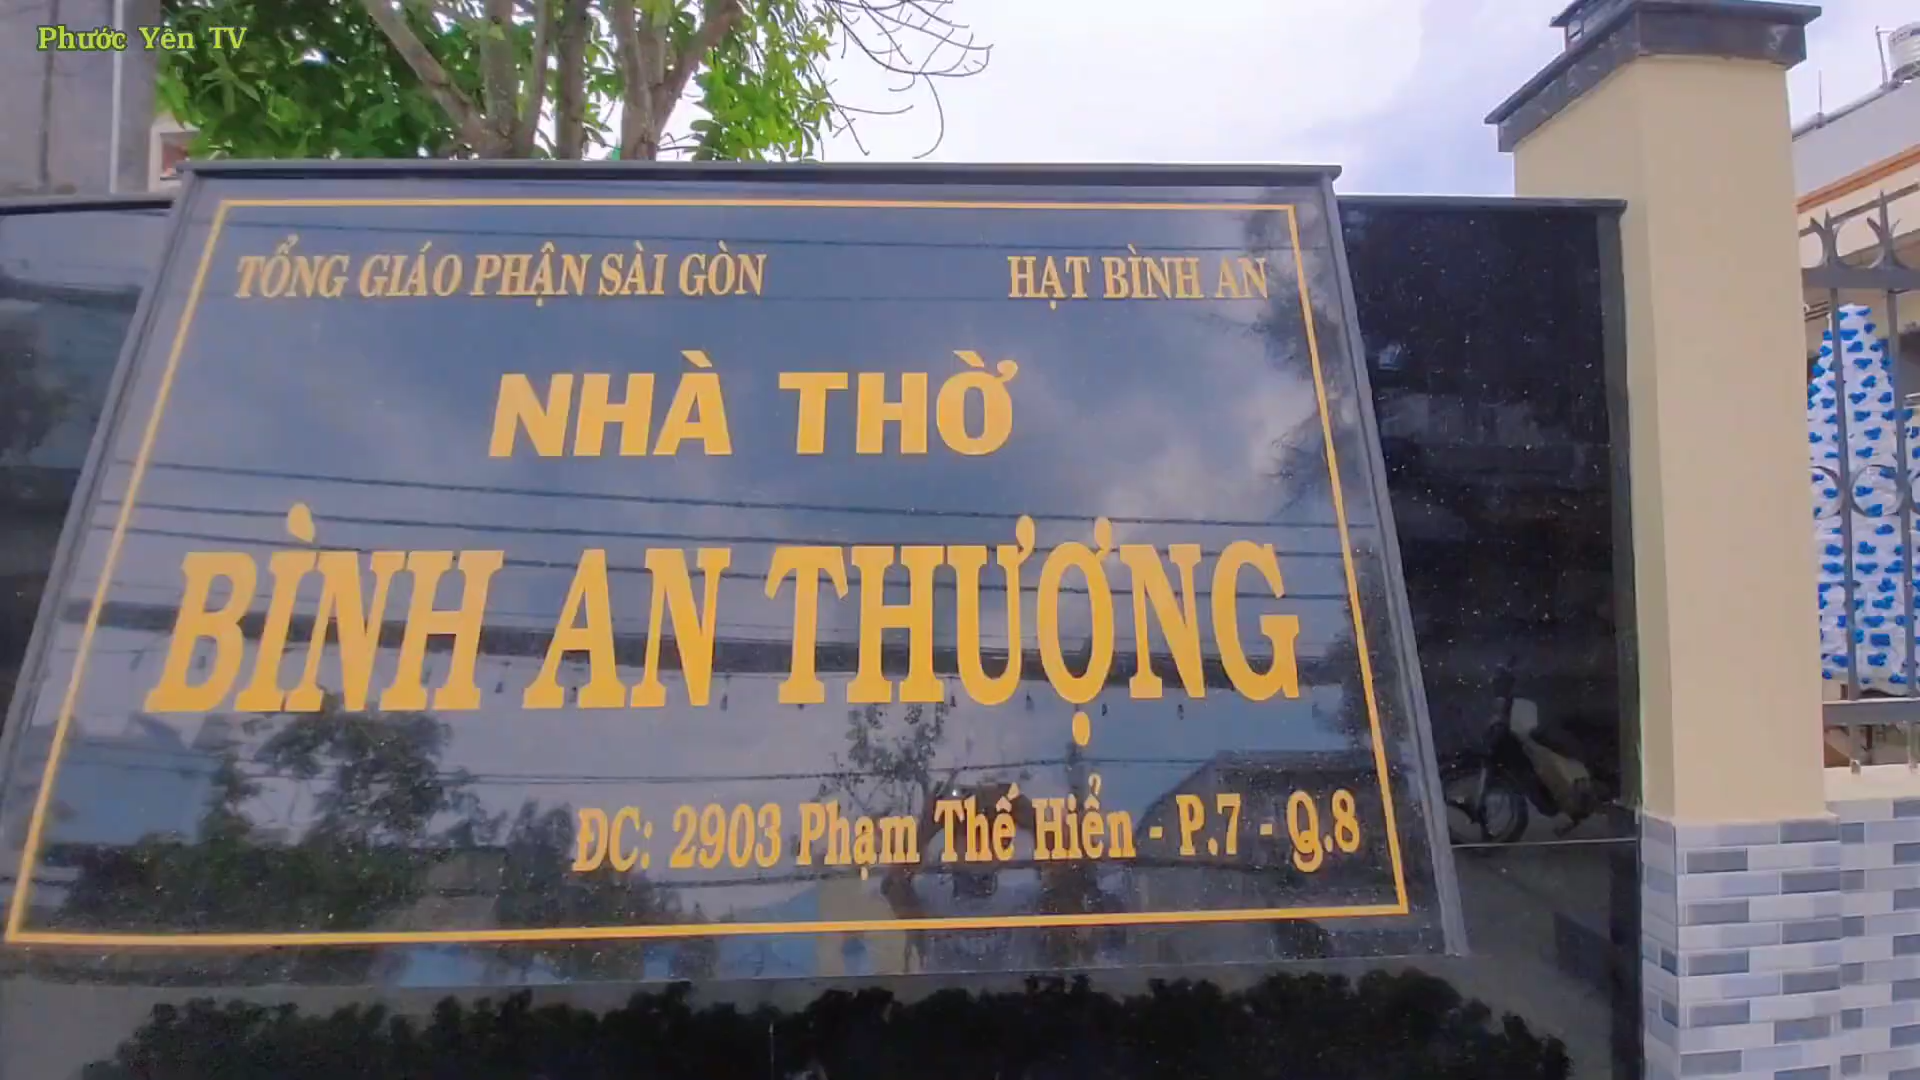 Phước Yên TV
TỔNG GIÁO PHẬN SÀI GÒN
HẠT BÌNH AN
NHÀ THỜ
BÌNH AN THƯỢNG
ĐC: 2903 Phạm Thế Hiển - P.7 - Q.8